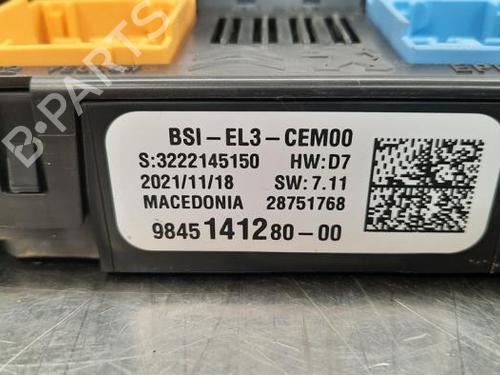 BSI-EL3-CEM00
S:3222145150 HW:D7
2021/11/18 SW:7.11
MACEDONIA 28751768
9845141280-00
B-PARTS